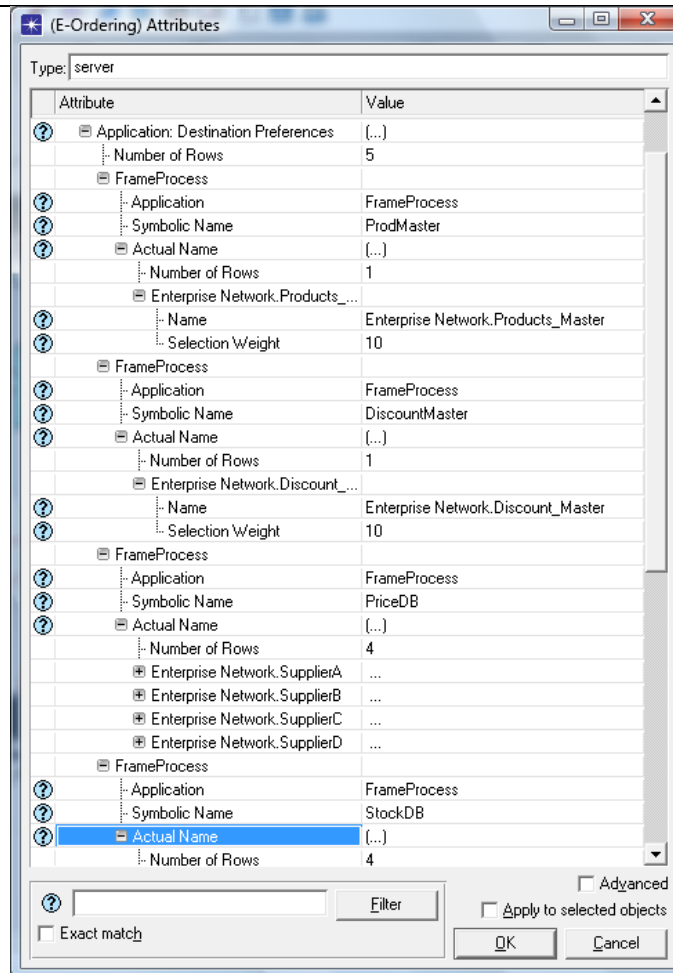 (E-Ordering) Attributes
Type: server
Attribute Value
Application: Destination Preferences (...)
Number of Rows 5
FrameProcess
Application FrameProcess
Symbolic Name ProdMaster
Actual Name (...)
Number of Rows 1
Enterprise Network.Products_...
Name Enterprise Network.Products_Master
Selection Weight 10
FrameProcess
Application FrameProcess
Symbolic Name DiscountMaster
Actual Name (...)
Number of Rows 1
Enterprise Network.Discount_...
Name Enterprise Network.Discount_Master
Selection Weight 10
FrameProcess
Application FrameProcess
Symbolic Name PriceDB
Actual Name (...)
Number of Rows 4
Enterprise Network.SupplierA ...
Enterprise Network.SupplierB ...
Enterprise Network.SupplierC ...
Enterprise Network.SupplierD ...
FrameProcess
Application FrameProcess
Symbolic Name StockDB
Actual Name (...)
Number of Rows 4
Advanced
Filter
Apply to selected objects
Exact match
OK Cancel